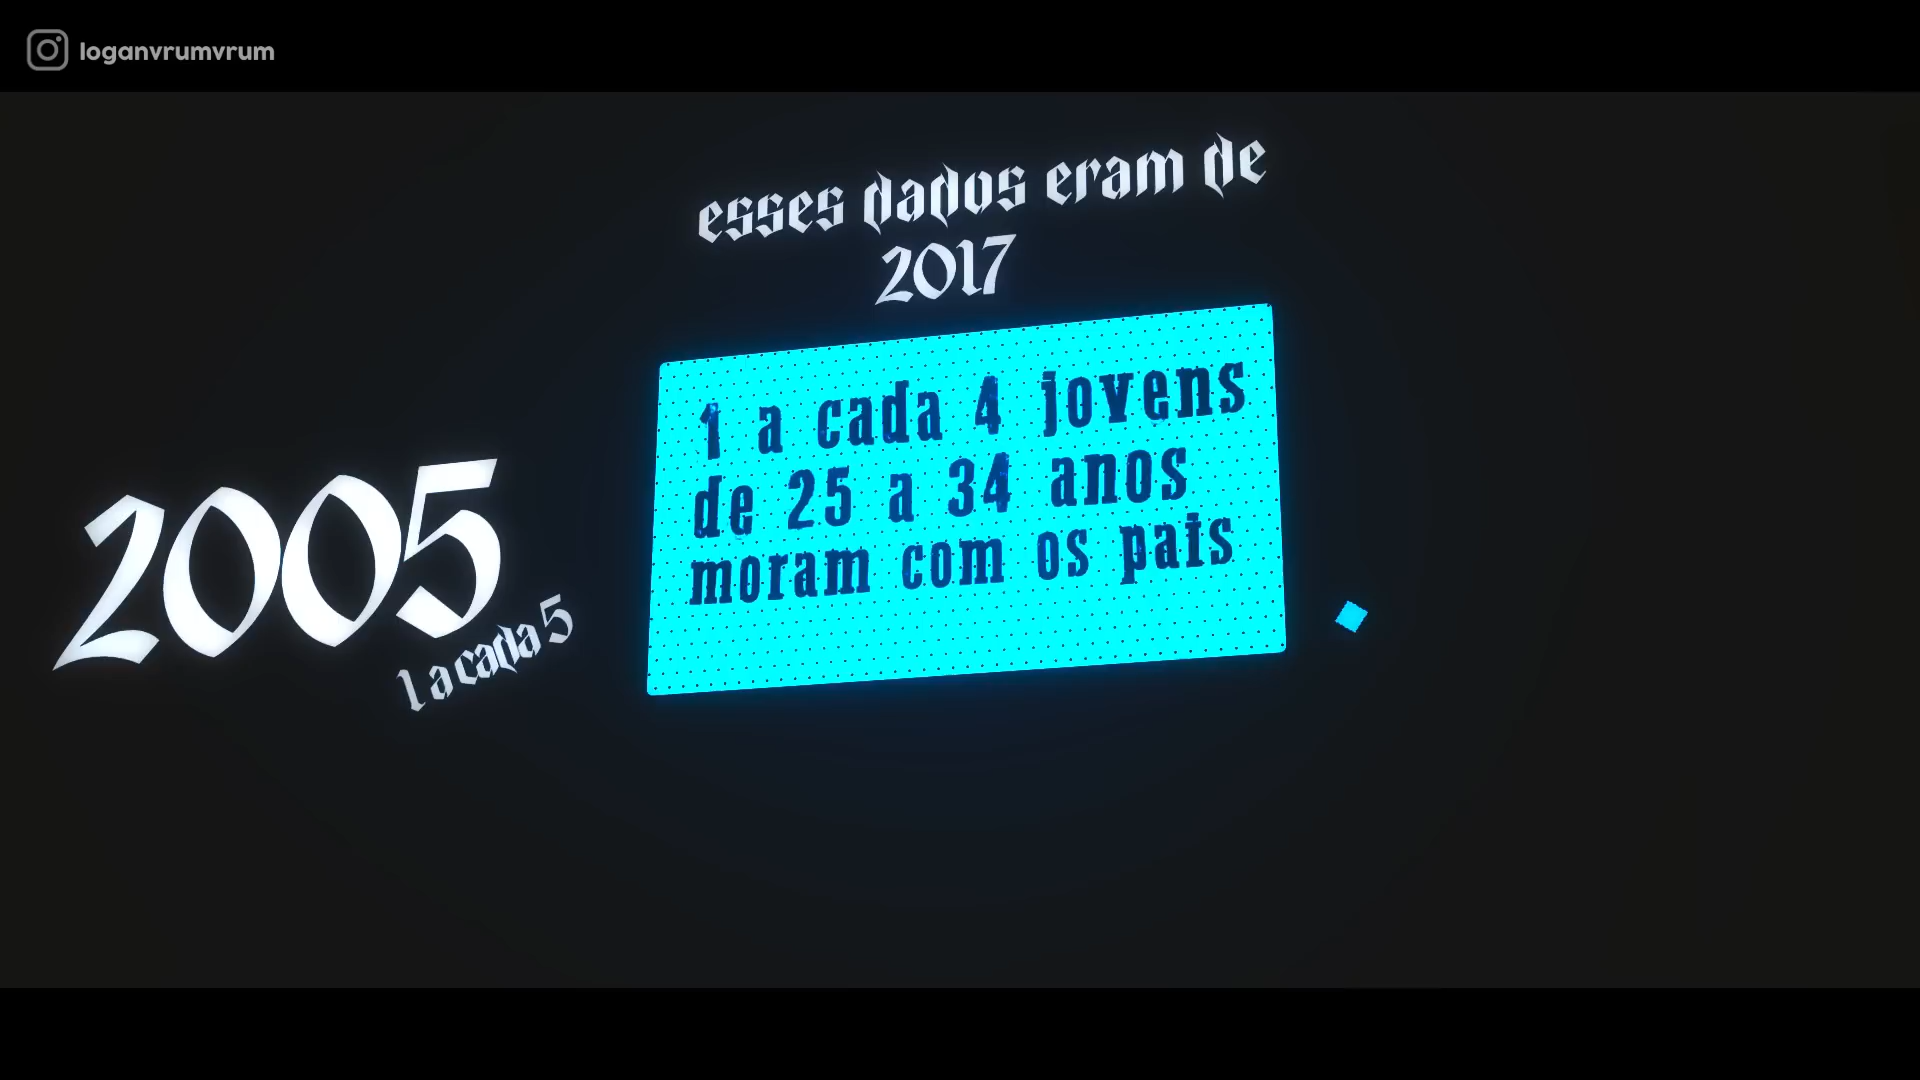 loganvrumvrum
esses dados eram de
2017
1 a cada 4 jovens
de 25 a 34 anos
moram com os pais
2005
1 a cada 5